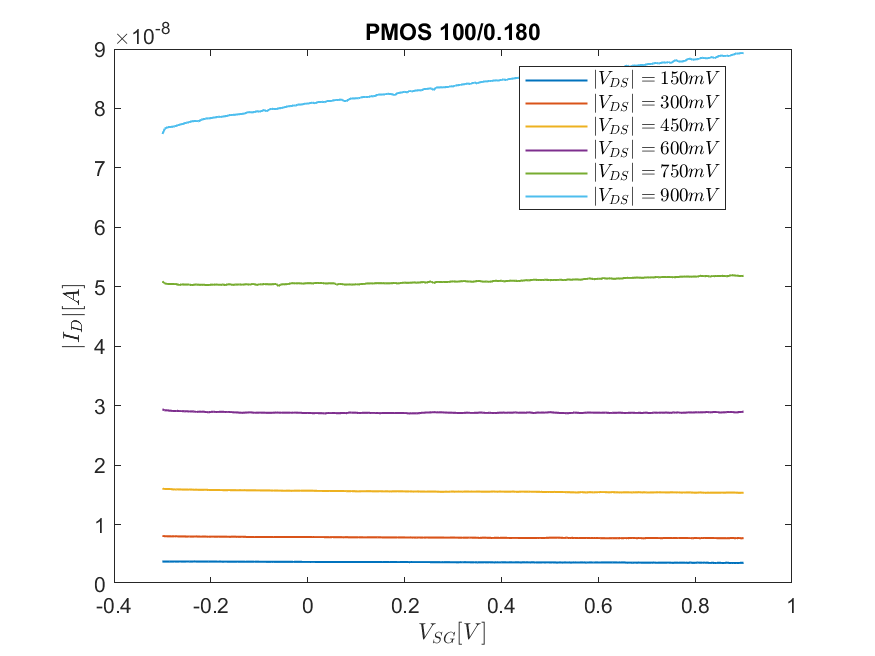 PMOS 100/0.180
×10⁻⁸
9
8
7
6
5
4
3
2
1
0
|I_D|[A]
|V_DS| = 150mV
|V_DS| = 300mV
|V_DS| = 450mV
|V_DS| = 600mV
|V_DS| = 750mV
|V_DS| = 900mV
-0.4 -0.2 0 0.2 0.4 0.6 0.8 1
V_SG[V]